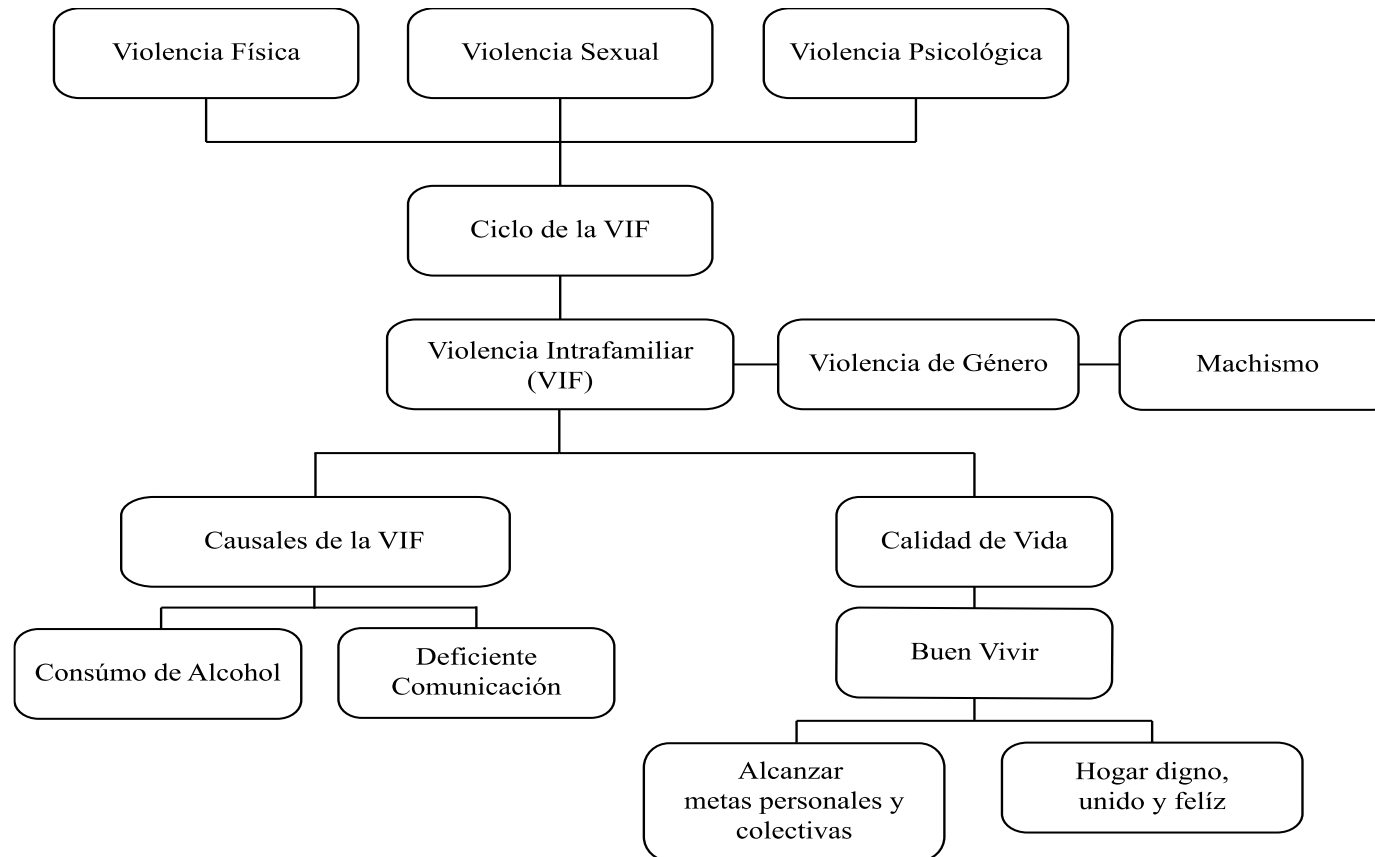 Violencia Física
Violencia Sexual
Violencia Psicológica
Ciclo de la VIF
Violencia Intrafamiliar
(VIF)
Violencia de Género
Machismo
Causales de la VIF
Calidad de Vida
Consúmo de Alcohol
Deficiente
Comunicación
Buen Vivir
Alcanzar
metas personales y
colectivas
Hogar digno,
unido y felíz